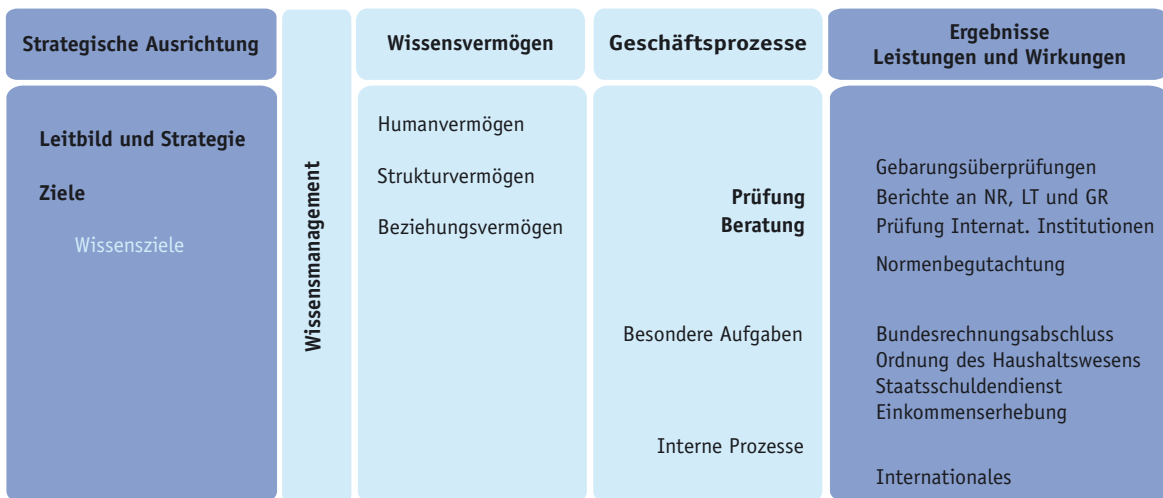 Strategische Ausrichtung
Leitbild und Strategie
Ziele
Wissensziele
Wissensmanagement
Wissensvermögen
Humanvermögen
Strukturvermögen
Beziehungsvermögen
Geschäftsprozesse
Prüfung
Beratung
Besondere Aufgaben
Interne Prozesse
Ergebnisse
Leistungen und Wirkungen
Gebarungsüberprüfungen
Berichte an NR, LT und GR
Prüfung Internat. Institutionen
Normenbegutachtung
Bundesrechnungsabschluss
Ordnung des Haushaltswesens
Staatsschuldendienst
Einkommenserhebung
Internationales